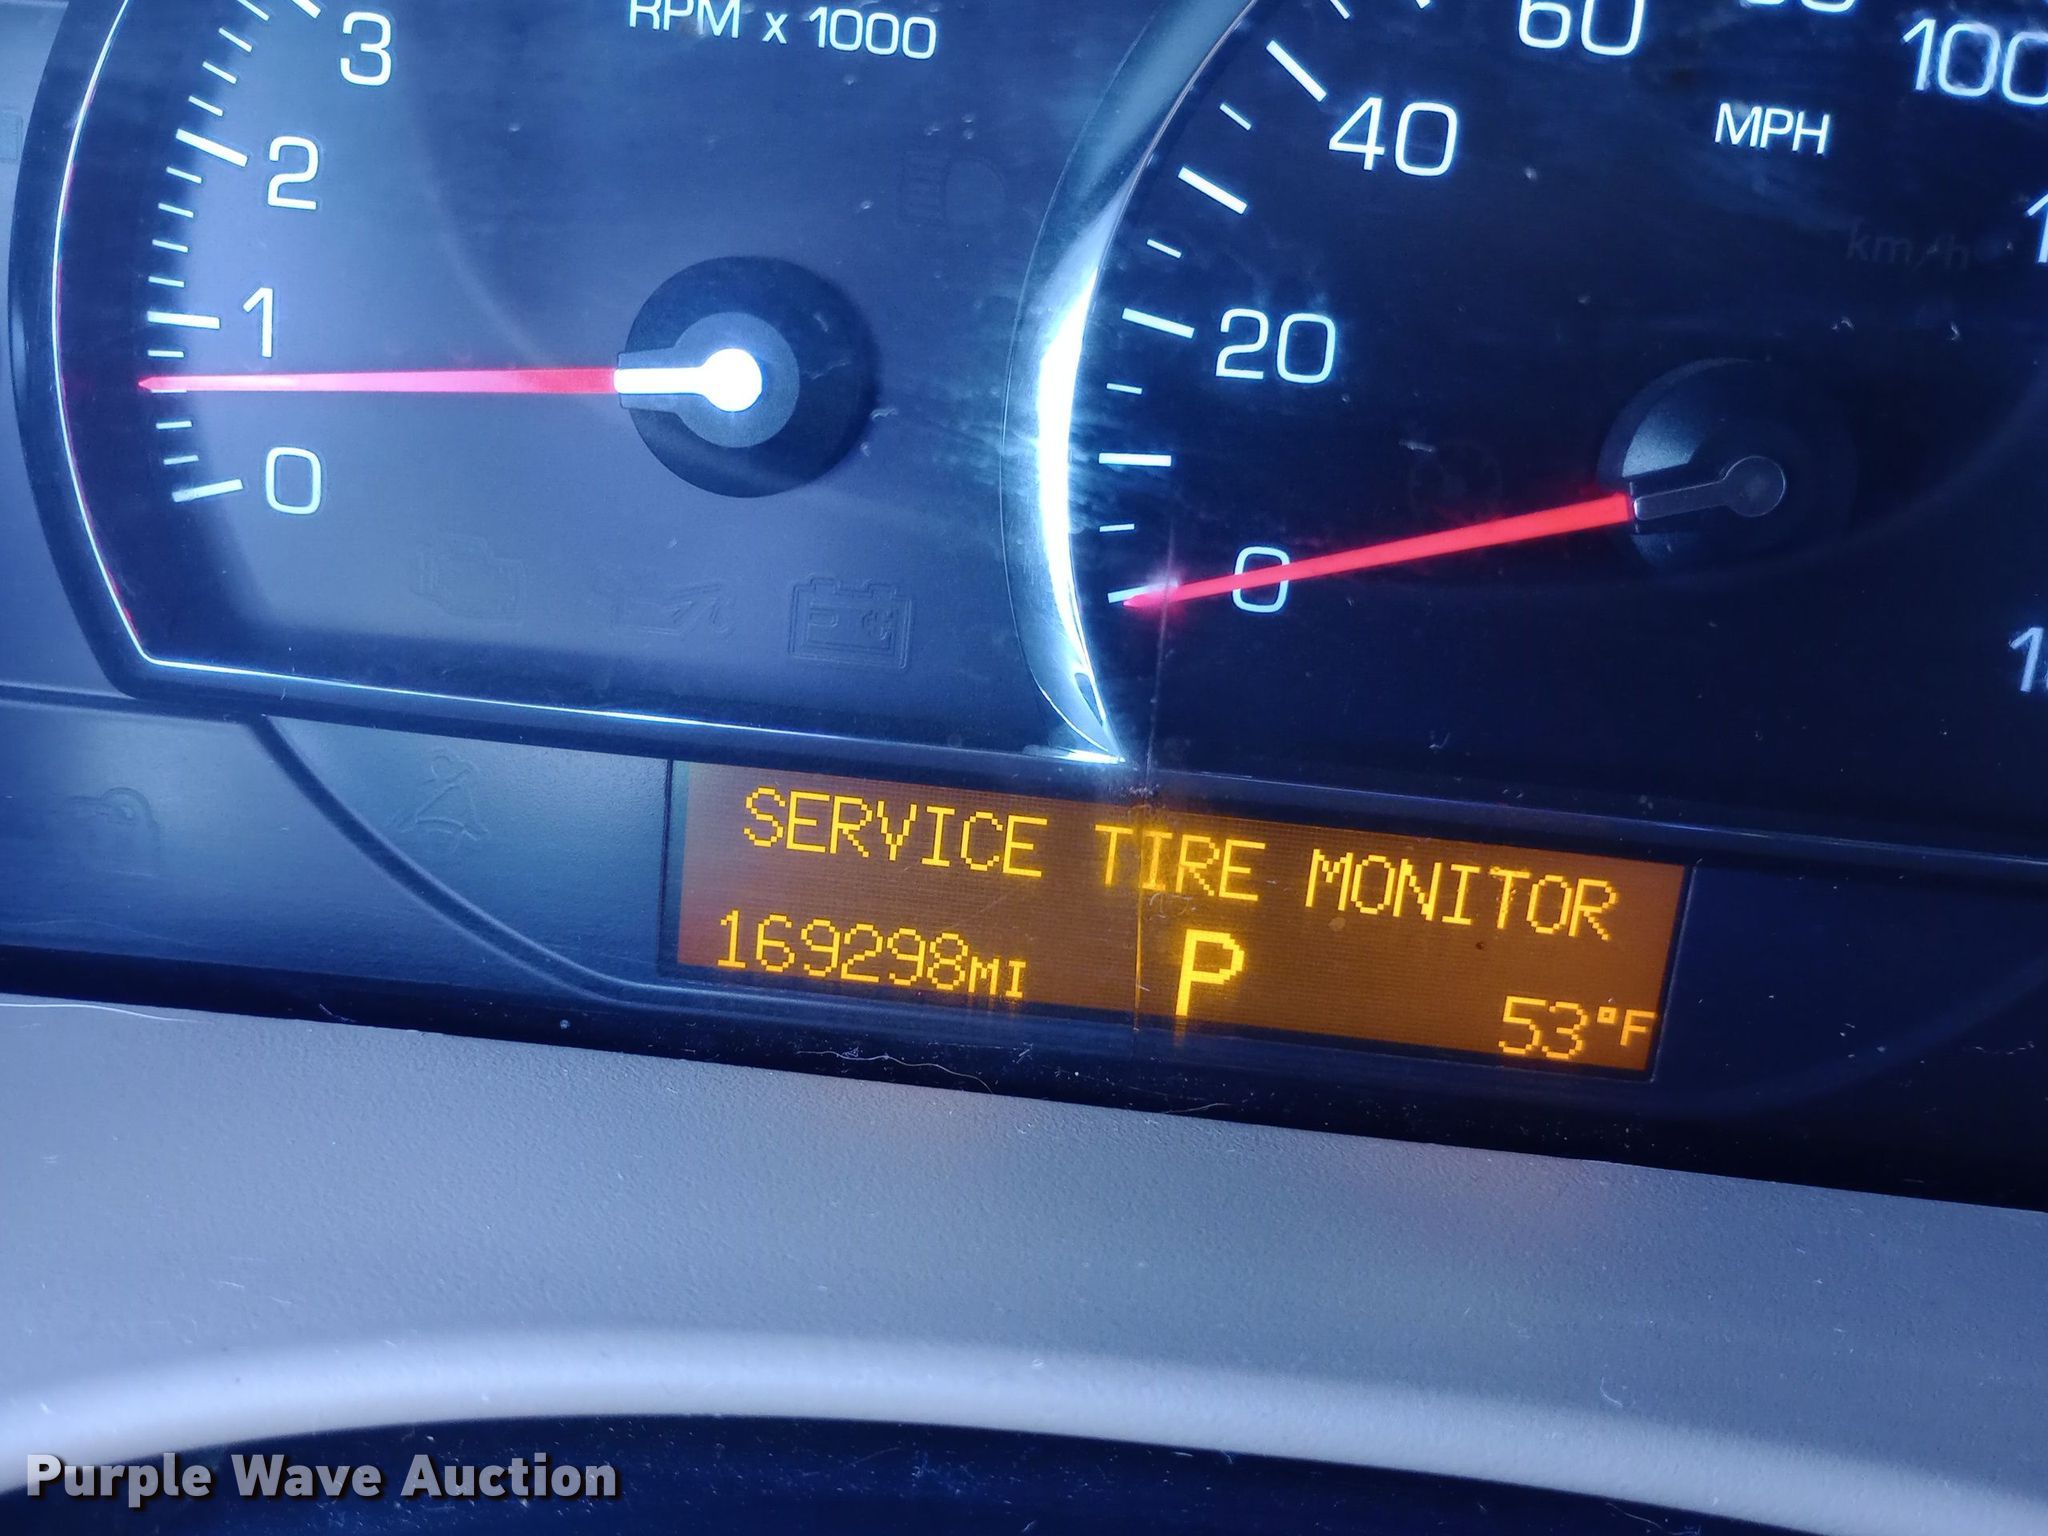 RPM x 1000
3
2
1
0
60
100
40
MPH
km/h
20
0
SERVICE TIRE MONITOR
169298MI P 53°F
Purple Wave Auction